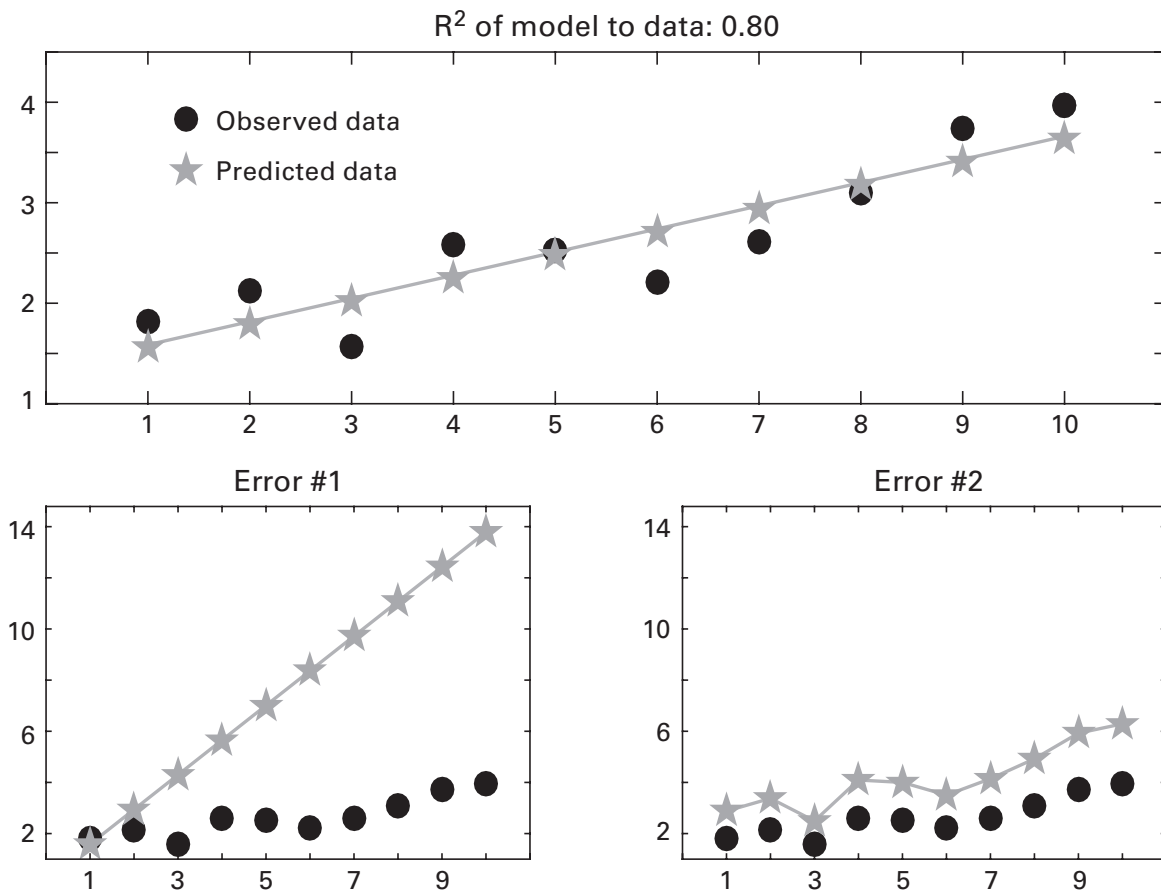 R² of model to data: 0.80
4
3
2
1
Observed data
Predicted data
1 2 3 4 5 6 7 8 9 10
Error #1
14
10
6
2
1 3 5 7 9
Error #2
14
10
6
2
1 3 5 7 9